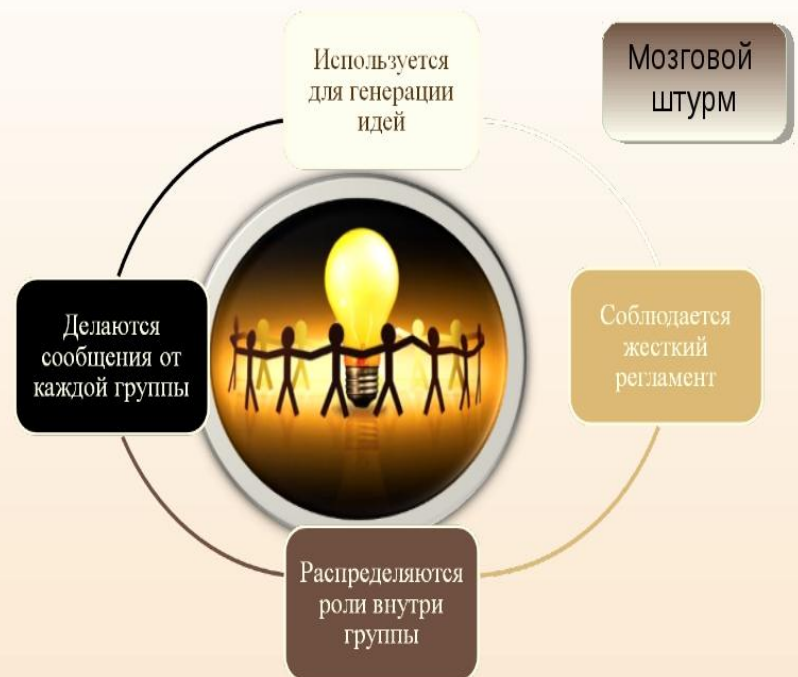 Мозговой
штурм
Используется
для генерации
идей
Соблюдается
жесткий
регламент
Распределяются
роли внутри
группы
Делаются
сообщения от
каждой группы